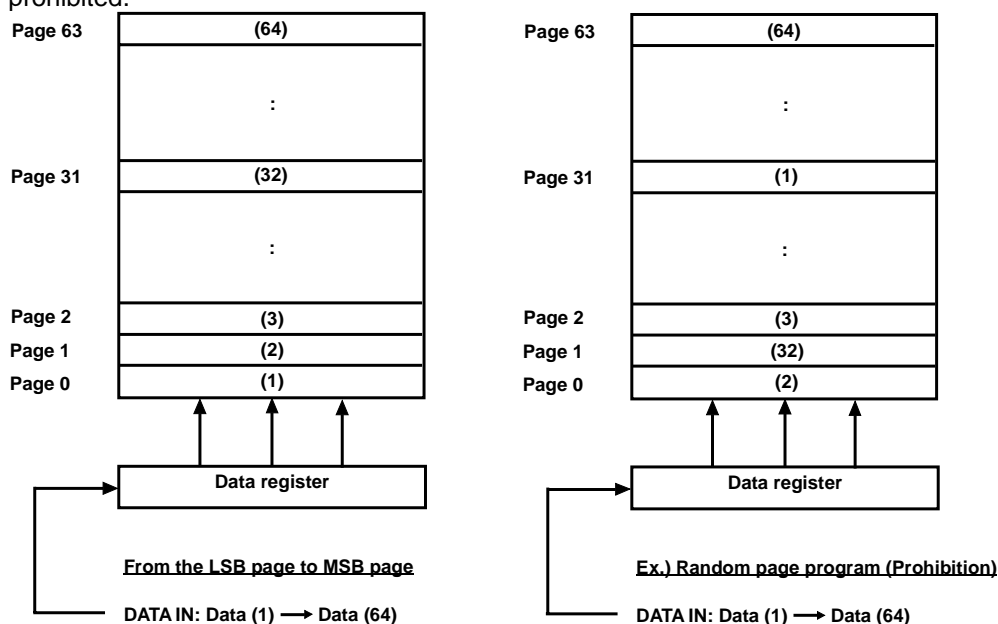 prohibited.
Page 63 (64)
:
Page 31 (32)
:
Page 2 (3)
Page 1 (2)
Page 0 (1)
Data register
From the LSB page to MSB page
DATA IN: Data (1) → Data (64)
Page 63 (64)
:
Page 31 (1)
:
Page 2 (3)
Page 1 (32)
Page 0 (2)
Data register
Ex.) Random page program (Prohibition)
DATA IN: Data (1) → Data (64)